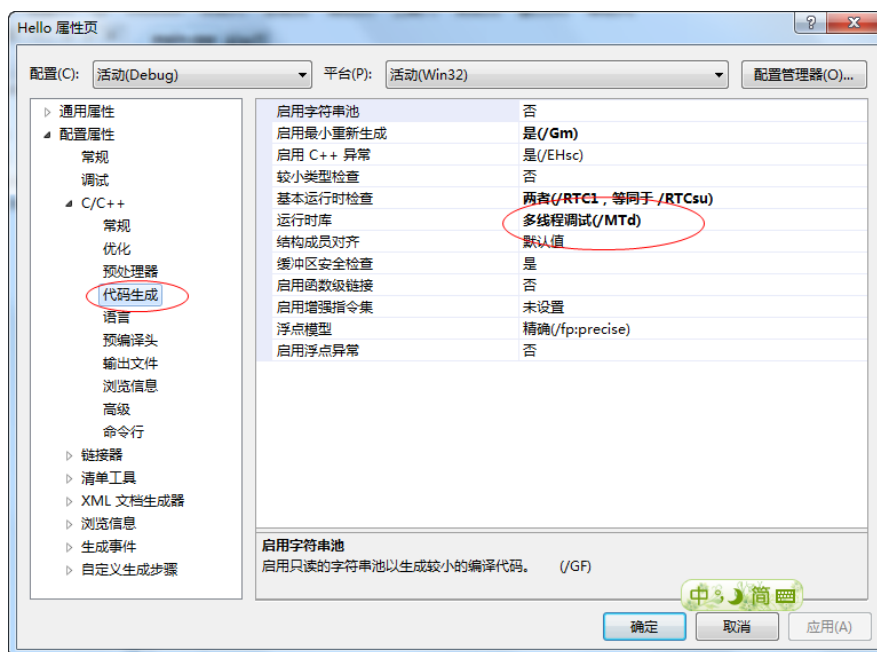 Hello 属性页
配置(C): 活动(Debug) 平台(P): 活动(Win32) 配置管理器(O)...
通用属性
配置属性
常规
调试
C/C++
常规
优化
预处理器
代码生成
语言
预编译头
输出文件
浏览信息
高级
命令行
链接器
清单工具
XML 文档生成器
浏览信息
生成事件
自定义生成步骤
启用字符串池 否
启用最小重新生成 是(/Gm)
启用 C++ 异常 是(/EHsc)
较小类型检查 否
基本运行时检查 两者(/RTC1，等同于 /RTCsu)
运行时库 多线程调试(/MTd)
结构成员对齐 默认值
缓冲区安全检查 是
启用函数级链接 否
启用增强指令集 未设置
浮点模型 精确(/fp:precise)
启用浮点异常 否
启用字符串池
启用只读的字符串池以生成较小的编译代码。 (/GF)
中 简
确定 取消 应用(A)